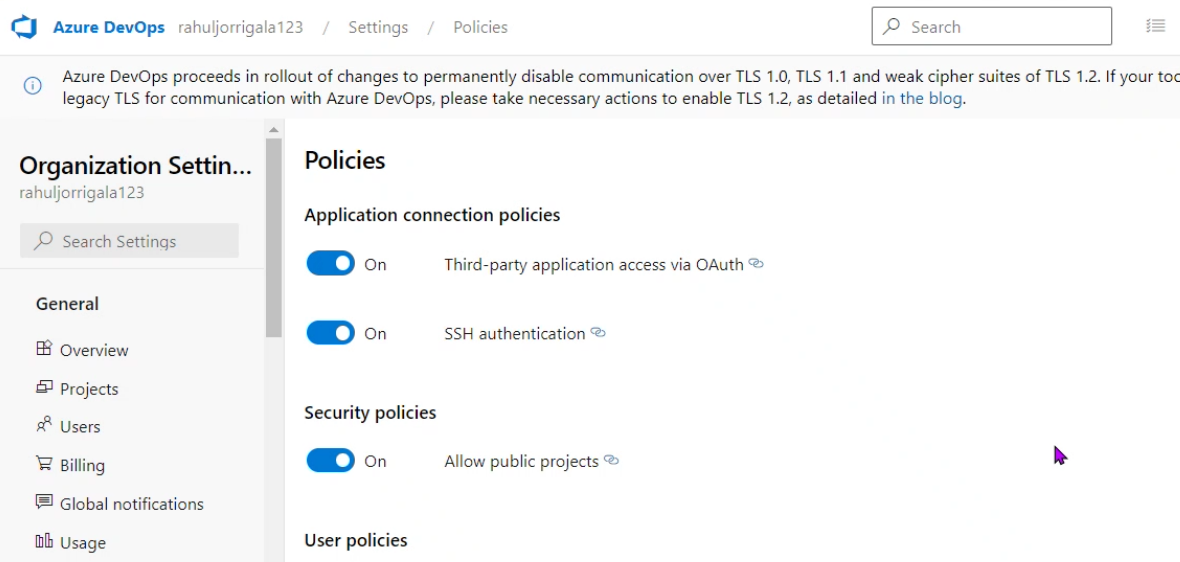 Azure DevOps rahuljorrigala123 / Settings / Policies
Search
Azure DevOps proceeds in rollout of changes to permanently disable communication over TLS 1.0, TLS 1.1 and weak cipher suites of TLS 1.2. If your
legacy TLS for communication with Azure DevOps, please take necessary actions to enable TLS 1.2, as detailed in the blog.
Organization Settin...
rahuljorrigala123
Search Settings
General
Overview
Projects
Users
Billing
Global notifications
Usage
Policies
Application connection policies
On Third-party application access via OAuth
On SSH authentication
Security policies
On Allow public projects
User policies